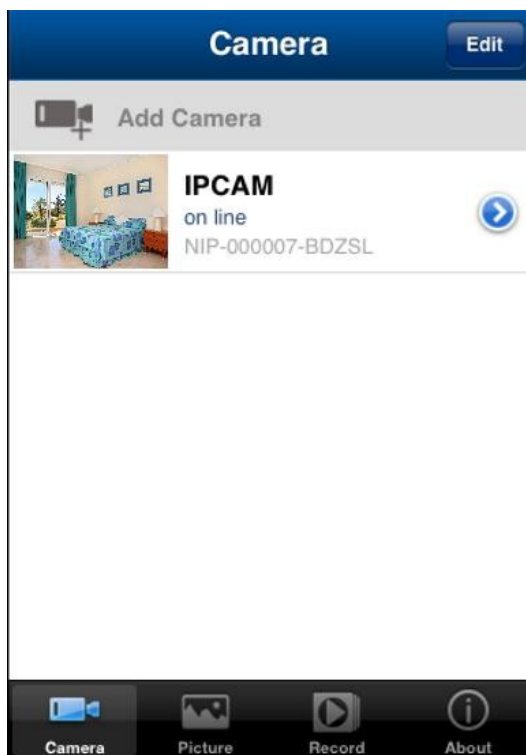 Camera
Edit
Add Camera
IPCAM
on line
NIP-000007-BDZSL
Camera
Picture
Record
About